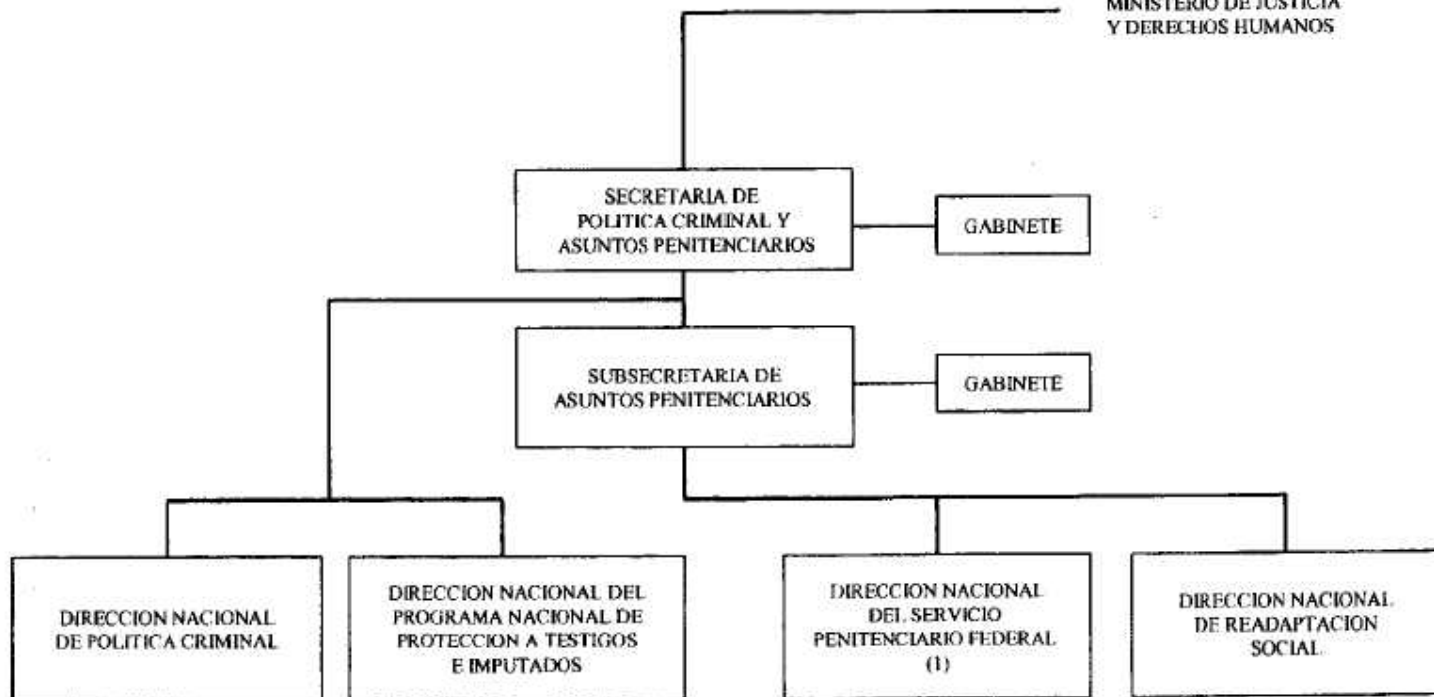 MINISTERIO DE JUSTICIA
Y DERECHOS HUMANOS
SECRETARIA DE
POLITICA CRIMINAL Y
ASUNTOS PENITENCIARIOS
GABINETE
SUBSECRETARIA DE
ASUNTOS PENITENCIARIOS
GABINETE
DIRECCION NACIONAL
DE POLITICA CRIMINAL
DIRECCION NACIONAL DEL
PROGRAMA NACIONAL DE
PROTECCION A TESTIGOS
E IMPUTADOS
DIRECCION NACIONAL
DEL SERVICIO
PENITENCIARIO FEDERAL
(1)
DIRECCION NACIONAL
DE READAPTACION
SOCIAL